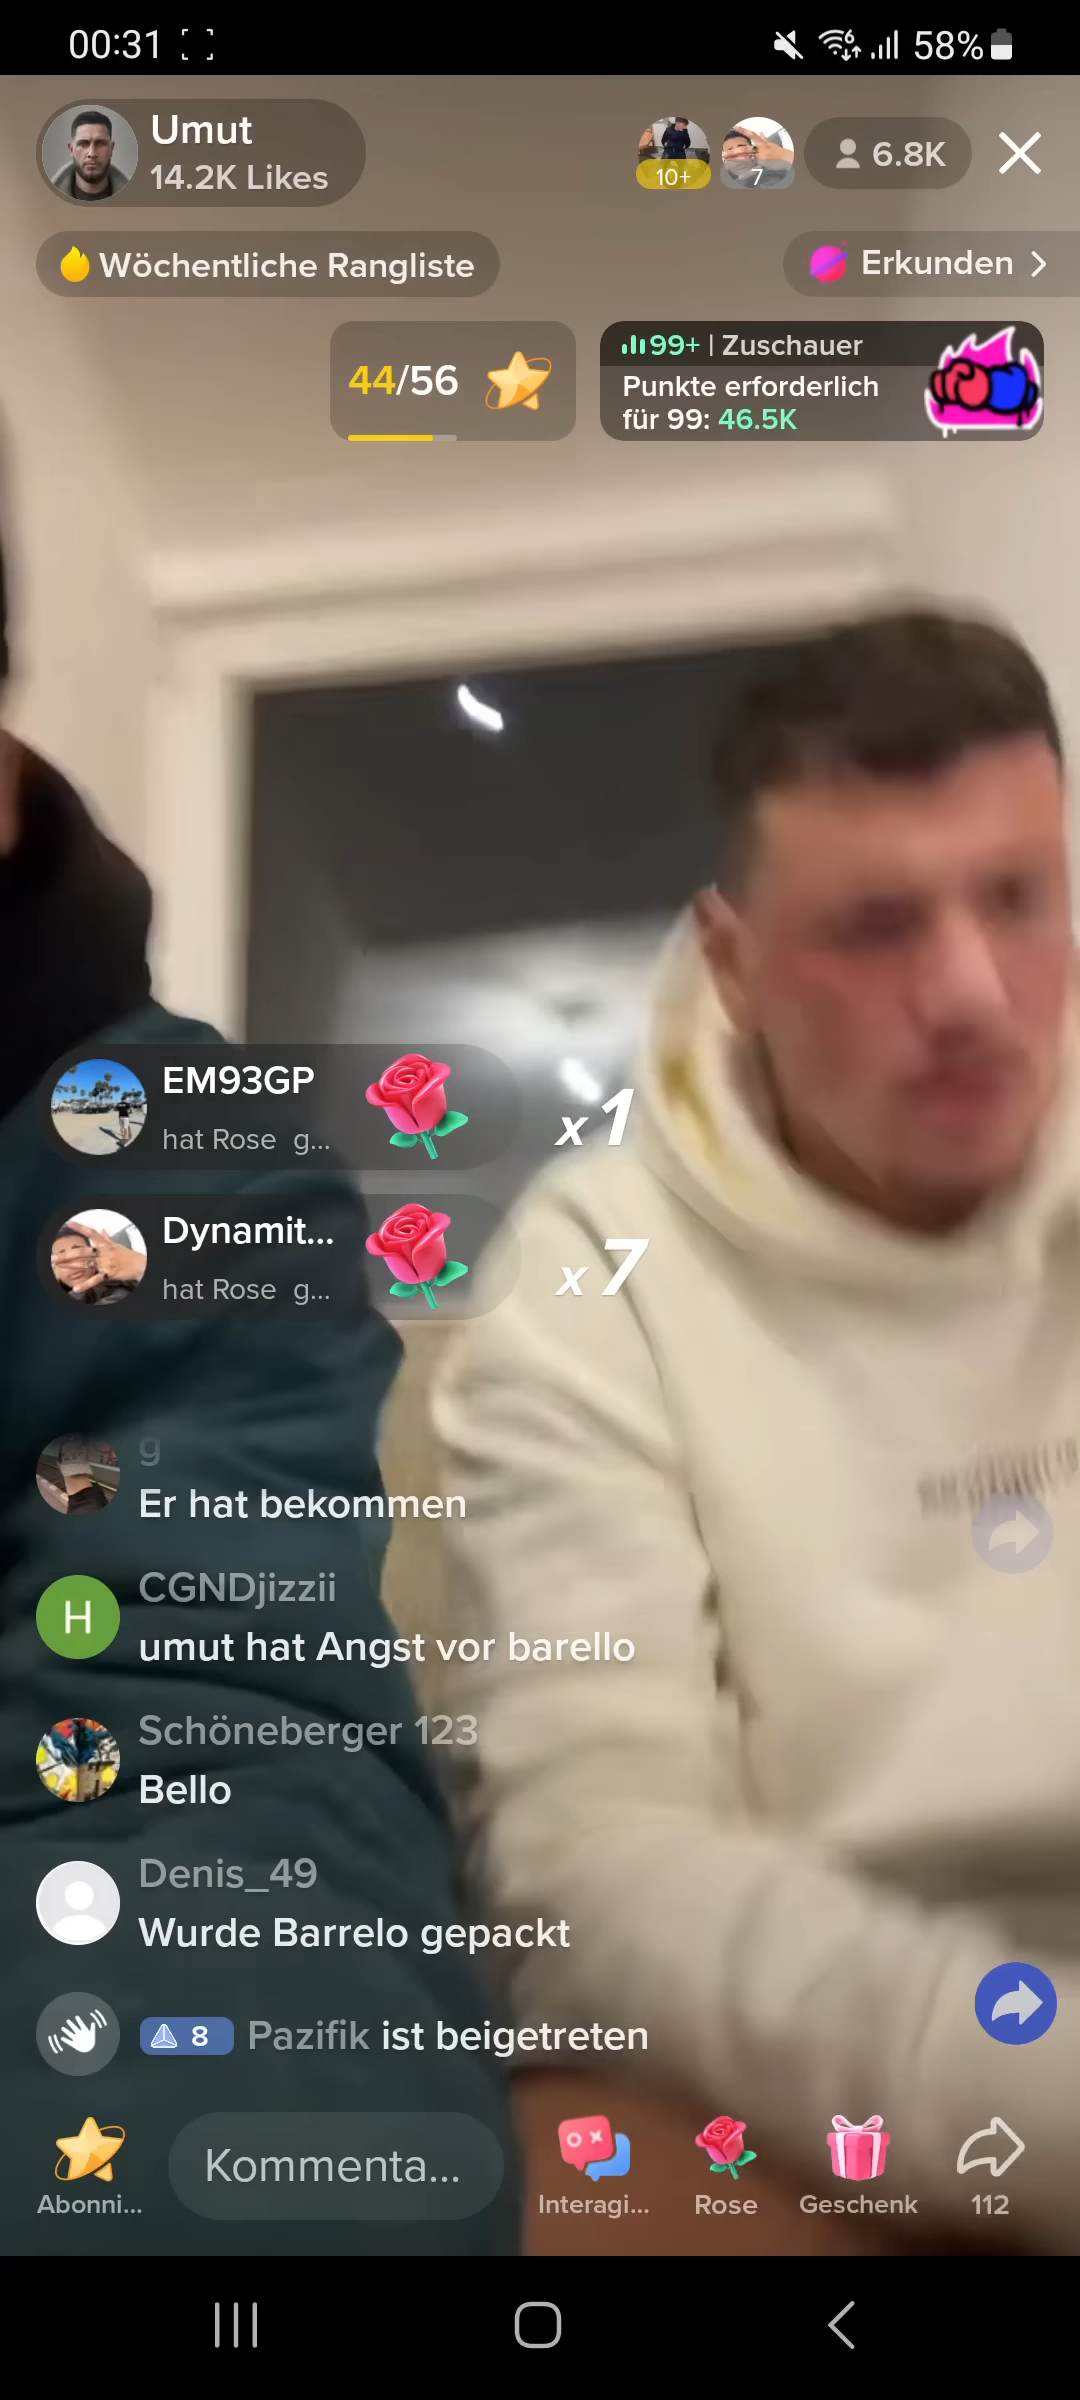 00:31
58%
Umut
14.2K Likes
10+
7
6.8K
Wöchentliche Rangliste
Erkunden
44/56
99+ | Zuschauer
Punkte erforderlich
für 99: 46.5K
EM93GP
hat Rose g...
x1
Dynamit...
hat Rose g...
x7
g
Er hat bekommen
H
CGNDjizzii
umut hat Angst vor barello
Schöneberger 123
Bello
Denis_49
Wurde Barrelo gepackt
8 Pazifik ist beigetreten
Kommenta...
Abonni...
Interagi...
Rose
Geschenk
112